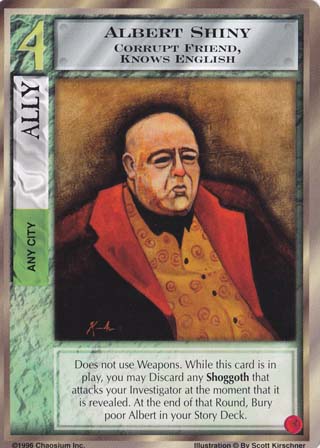 4
ALBERT SHINY
CORRUPT FRIEND,
KNOWS ENGLISH
ALLY
ANY CITY
Does not use Weapons. While this card is in
play, you may Discard any Shoggoth that
attacks your Investigator at the moment that it
is revealed. At the end of that Round, Bury
poor Albert in your Story Deck.
©1996 Chaosium Inc.
Illustration © By Scott Kirschner